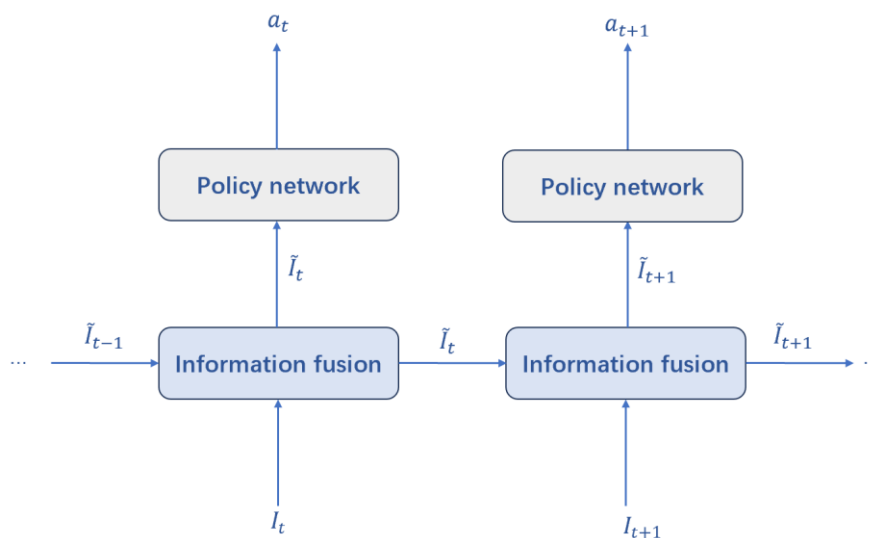 a_t a_{t+1}
Policy network Policy network
Ĩ_t Ĩ_{t+1}
Ĩ_{t-1} Ĩ_t Ĩ_{t+1}
... Information fusion Information fusion .
I_t I_{t+1}